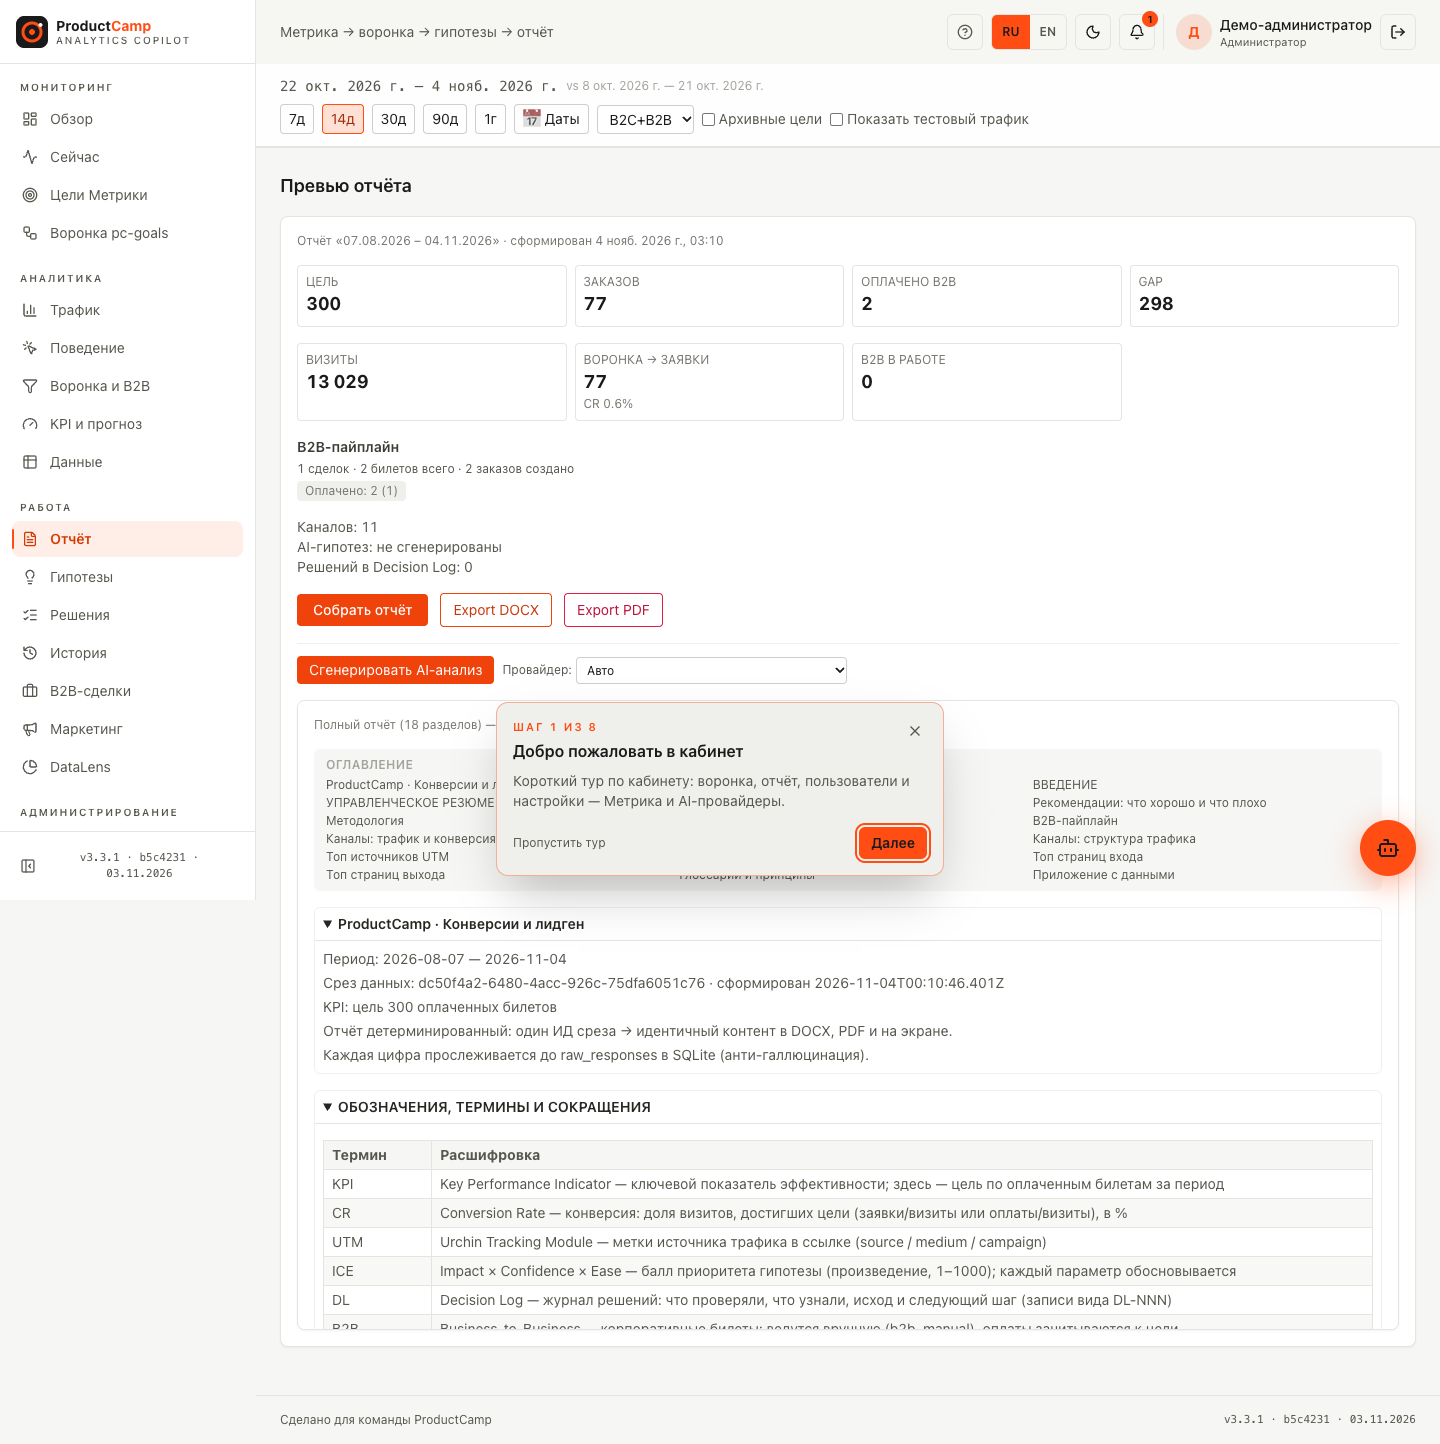 ProductCamp
ANALYTICS COPILOT
МОНИТОРИНГ
Обзор
Сейчас
Цели Метрики
Воронка pc-goals
АНАЛИТИКА
Трафик
Поведение
Воронка и B2B
KPI и прогноз
Данные
РАБОТА
Отчёт
Гипотезы
Решения
История
B2B-сделки
Маркетинг
DataLens
АДМИНИСТРИРОВАНИЕ
v3.3.1 · b5c4231 ·
03.11.2026
Метрика → воронка → гипотезы → отчёт
RU EN
1
Д
Демо-администратор
Администратор
22 окт. 2026 г. — 4 нояб. 2026 г. vs 8 окт. 2026 г. — 21 окт. 2026 г.
7д 14д 30д 90д 1г Даты B2C+B2B Архивные цели Показать тестовый трафик
Превью отчёта
Отчёт «07.08.2026 – 04.11.2026» · сформирован 4 нояб. 2026 г., 03:10
ЦЕЛЬ
300
ЗАКАЗОВ
77
ОПЛАЧЕНО B2B
2
GAP
298
ВИЗИТЫ
13 029
ВОРОНКА → ЗАЯВКИ
77
CR 0.6%
B2B В РАБОТЕ
0
B2B-пайплайн
1 сделок · 2 билетов всего · 2 заказов создано
Оплачено: 2 (1)
Каналов: 11
AI-гипотез: не сгенерированы
Решений в Decision Log: 0
Собрать отчёт Export DOCX Export PDF
Сгенерировать AI-анализ Провайдер: Авто
Полный отчёт (18 разделов) —
ОГЛАВЛЕНИЕ
ProductCamp · Конверсии и л
ВВЕДЕНИЕ
УПРАВЛЕНЧЕСКОЕ РЕЗЮМЕ
Рекомендации: что хорошо и что плохо
Методология
B2B-пайплайн
Каналы: трафик и конверсия
Каналы: структура трафика
Топ источников UTM
Топ страниц входа
Топ страниц выхода
Глоссарий и принципы
Приложение с данными
ШАГ 1 ИЗ 8
Добро пожаловать в кабинет
Короткий тур по кабинету: воронка, отчёт, пользователи и
настройки — Метрика и AI-провайдеры.
Пропустить тур Далее
▼ ProductCamp · Конверсии и лидген
Период: 2026-08-07 — 2026-11-04
Срез данных: dc50f4a2-6480-4acc-926c-75dfa6051c76 · сформирован 2026-11-04T00:10:46.401Z
KPI: цель 300 оплаченных билетов
Отчёт детерминированный: один ИД среза → идентичный контент в DOCX, PDF и на экране.
Каждая цифра прослеживается до raw_responses в SQLite (анти-галлюцинация).
▼ ОБОЗНАЧЕНИЯ, ТЕРМИНЫ И СОКРАЩЕНИЯ
Термин Расшифровка
KPI Key Performance Indicator — ключевой показатель эффективности; здесь — цель по оплаченным билетам за период
CR Conversion Rate — конверсия: доля визитов, достигших цели (заявки/визиты или оплаты/визиты), в %
UTM Urchin Tracking Module — метки источника трафика в ссылке (source / medium / campaign)
ICE Impact × Confidence × Ease — балл приоритета гипотезы (произведение, 1–1000); каждый параметр обосновывается
DL Decision Log — журнал решений: что проверяли, что узнали, исход и следующий шаг (записи вида DL-NNN)
B2B Business-to-Business — корпоративные билеты; ведутся вручную (b2b_manual), оплаты засчитываются к цели
Сделано для команды ProductCamp
v3.3.1 · b5c4231 · 03.11.2026